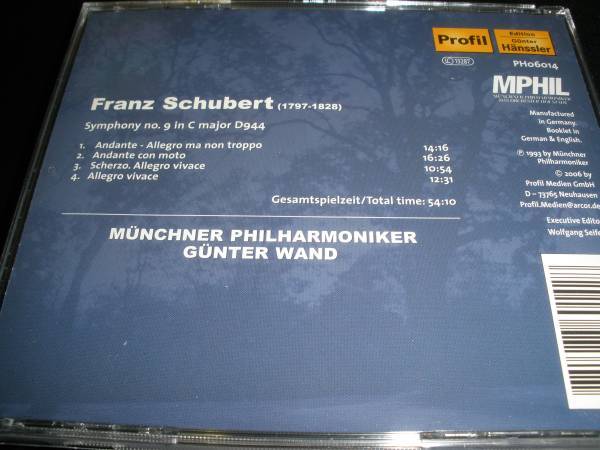 Profil
Edition
Günter
Hänssler
LC 13287
PH06014
MPHIL
MÜNCHNER PHILHARMONIKER
Franz Schubert (1797-1828)
Symphony no. 9 in C major D944
1. Andante - Allegro ma non troppo 14:16
2. Andante con moto 16:26
3. Scherzo. Allegro vivace 10:54
4. Allegro vivace 12:31
Gesamtspielzeit/Total time: 54:10
MÜNCHNER PHILHARMONIKER
GÜNTER WAND
Manufactured
in Germany.
Booklet in
German & English.
℗ 1993 by Münchner
Philharmoniker
© 2006 by
Profil Medien GmbH
D – 73765 Neuhausen
Profil.Medien@arcor.de
Executive Edito
Wolfgang Seife